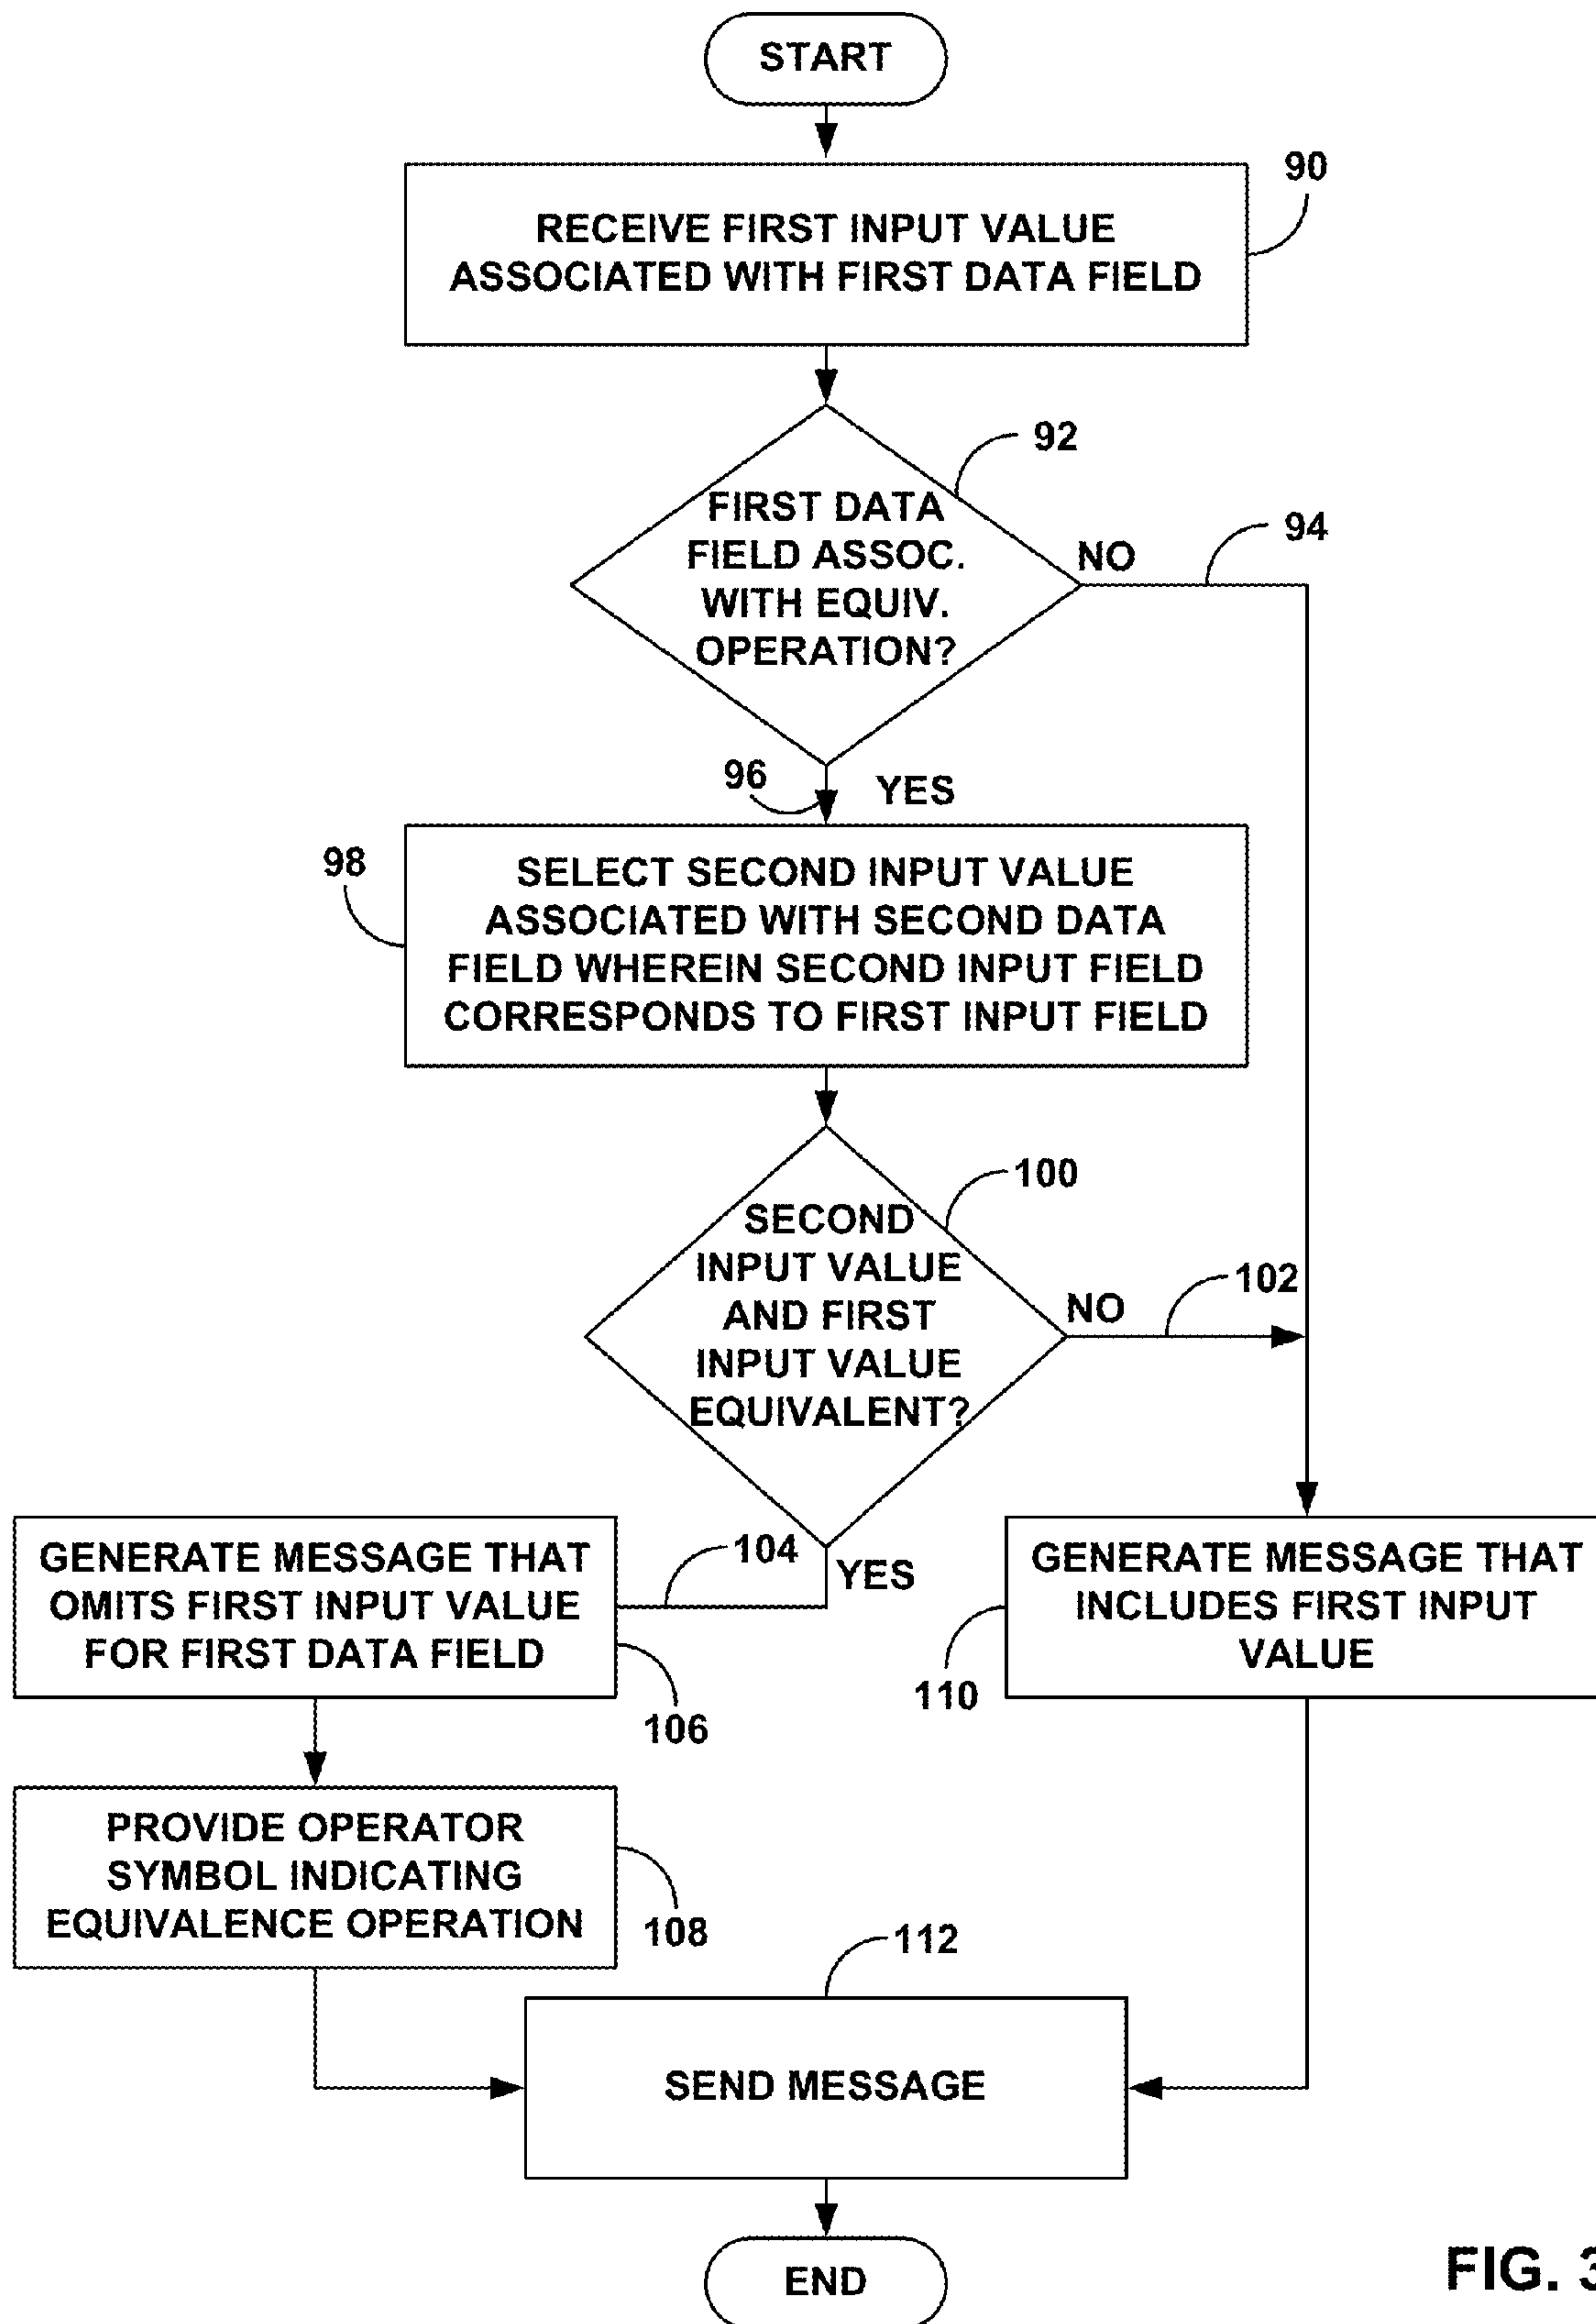 START
90
RECEIVE FIRST INPUT VALUE
ASSOCIATED WITH FIRST DATA FIELD
92
FIRST DATA
FIELD ASSOC.
WITH EQUIV.
OPERATION?
NO
94
96
YES
98
SELECT SECOND INPUT VALUE
ASSOCIATED WITH SECOND DATA
FIELD WHEREIN SECOND INPUT FIELD
CORRESPONDS TO FIRST INPUT FIELD
100
SECOND
INPUT VALUE
AND FIRST
INPUT VALUE
EQUIVALENT?
NO
102
104
YES
GENERATE MESSAGE THAT
OMITS FIRST INPUT VALUE
FOR FIRST DATA FIELD
106
GENERATE MESSAGE THAT
INCLUDES FIRST INPUT
VALUE
110
PROVIDE OPERATOR
SYMBOL INDICATING
EQUIVALENCE OPERATION
108
112
SEND MESSAGE
END
FIG. 3